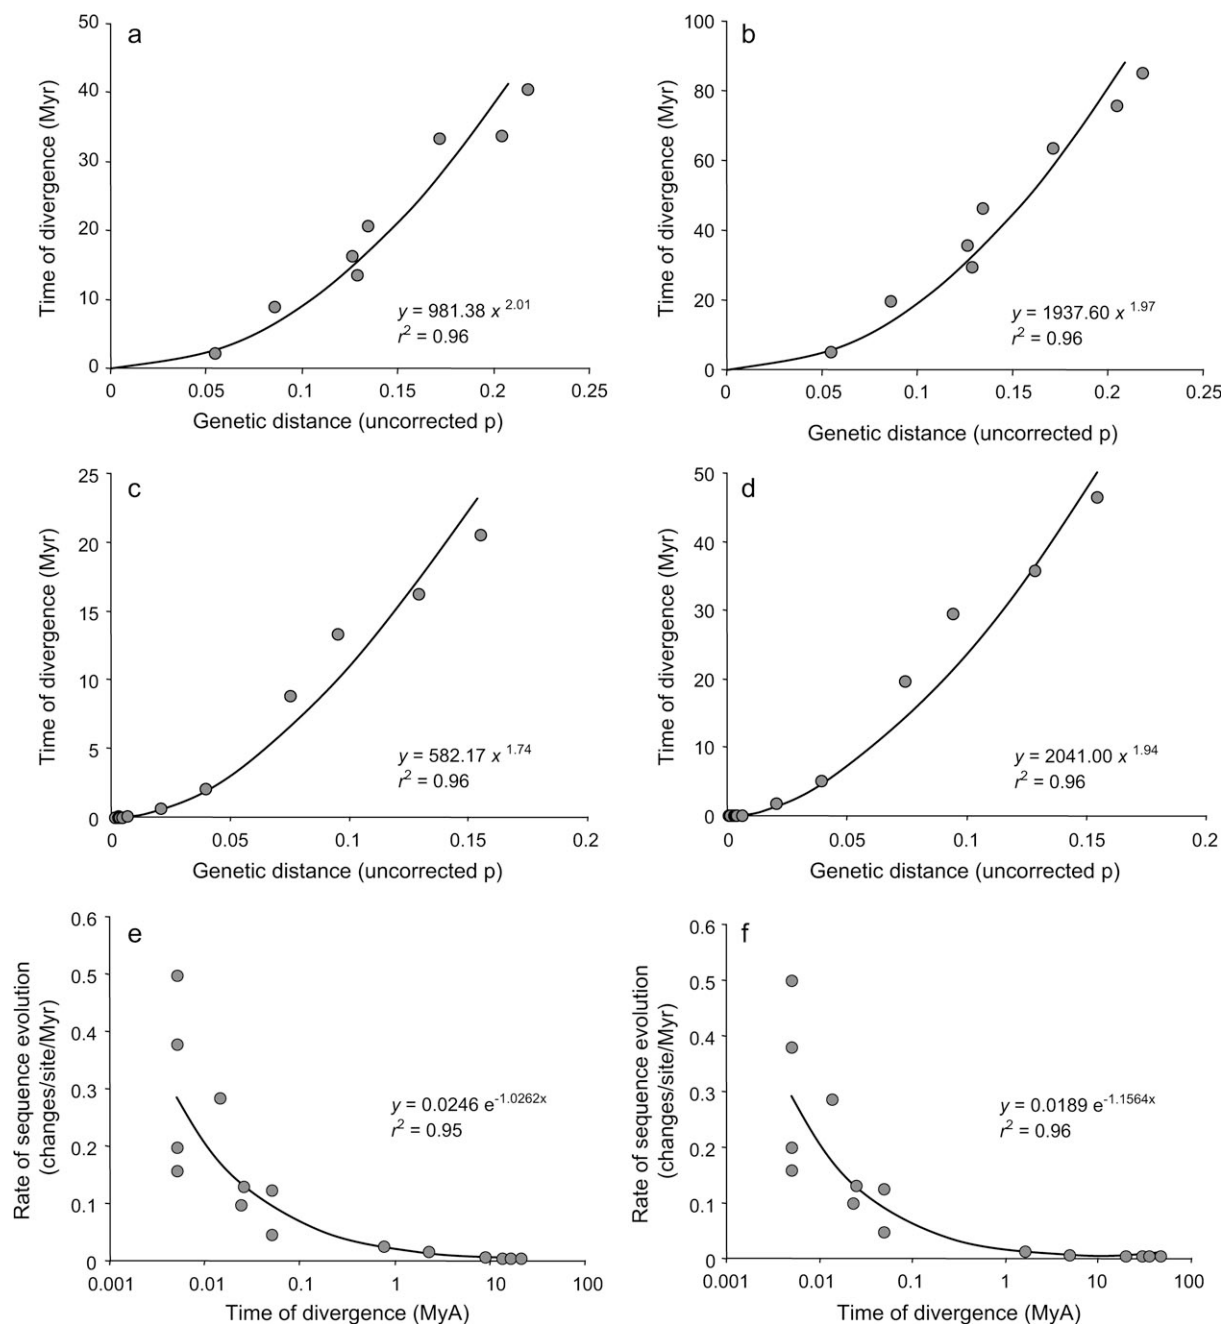 a
50
40
30
20
10
0
0
0.05
0.1
0.15
0.2
0.25
Time of divergence (Myr)
Genetic distance (uncorrected p)
y = 981.38 x 2.01
r2 = 0.96
b
100
80
60
40
20
0
0
0.05
0.1
0.15
0.2
0.25
Time of divergence (Myr)
Genetic distance (uncorrected p)
y = 1937.60 x 1.97
r2 = 0.96
c
25
20
15
10
5
0
0
0.05
0.1
0.15
0.2
Time of divergence (Myr)
Genetic distance (uncorrected p)
y = 582.17 x 1.74
r2 = 0.96
d
50
40
30
20
10
0
0
0.05
0.1
0.15
0.2
Time of divergence (Myr)
Genetic distance (uncorrected p)
y = 2041.00 x 1.94
r2 = 0.96
e
0.6
0.5
0.4
0.3
0.2
0.1
0
0.001
0.01
0.1
1
10
100
Rate of sequence evolution
(changes/site/Myr)
Time of divergence (MyA)
y = 0.0246 e-1.0262x
r2 = 0.95
f
0.6
0.5
0.4
0.3
0.2
0.1
0
0.001
0.01
0.1
1
10
100
Rate of sequence evolution
(changes/site/Myr)
Time of divergence (MyA)
y = 0.0189 e-1.1564x
r2 = 0.96